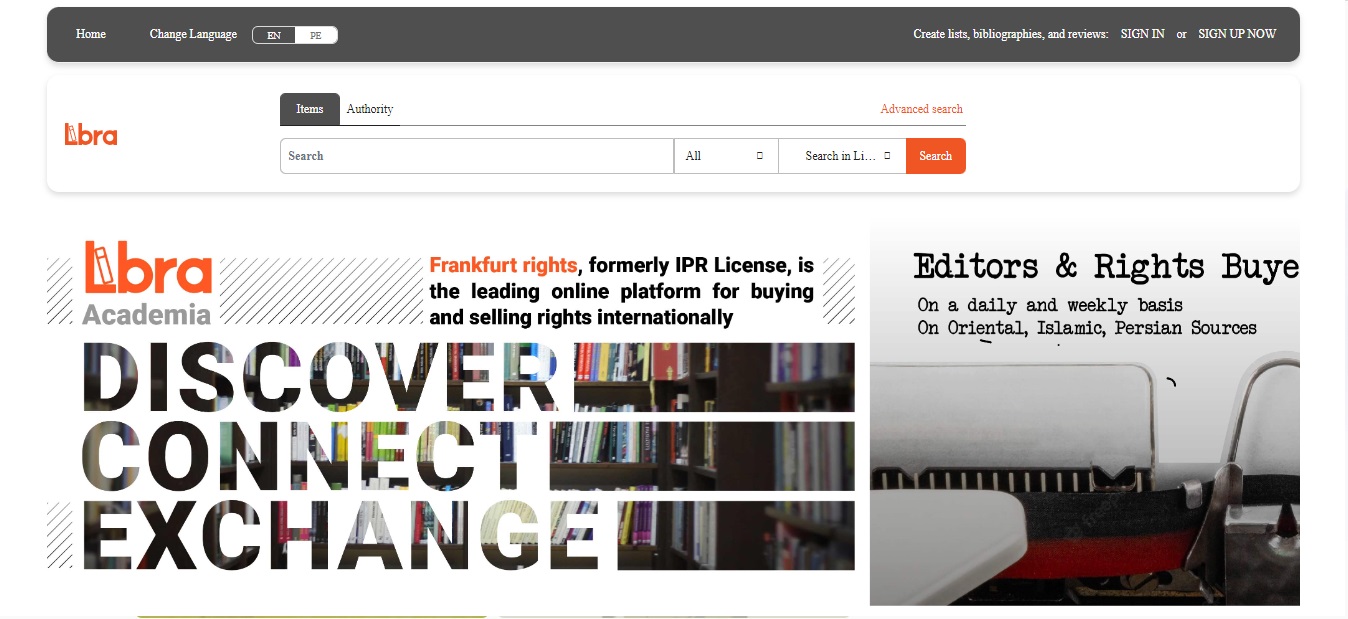 Home Change Language EN PE Create lists, bibliographies, and reviews: SIGN IN or SIGN UP NOW
Items Authority Advanced search
Libra
Search All Search in Li… Search
Libra
Academia
Frankfurt rights, formerly IPR License, is
the leading online platform for buying
and selling rights internationally
DISCOVER
CONNECT
EXCHANGE
Editors & Rights Buye
On a daily and weekly basis
On Oriental, Islamic, Persian Sources